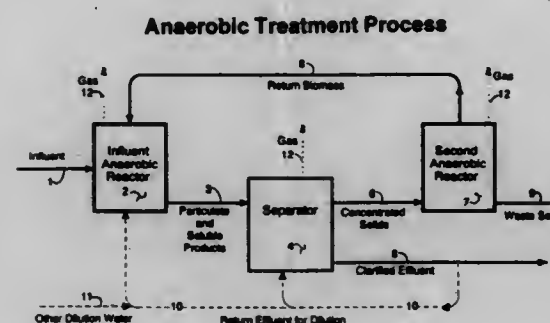 Anaerobic Treatment Process
8
Return Biomass
Gas
12
Gas
12
Gas
12
Influent
1
Influent
Anaerobic
Reactor
2
3
Particulate
and
Soluble
Products
Separator
4
6
Concentrated
Solids
Second
Anaerobic
Reactor
7
9
Waste
Clarified Effluent
11
Other Dilution Water
10
Return Effluent for Dilution
10